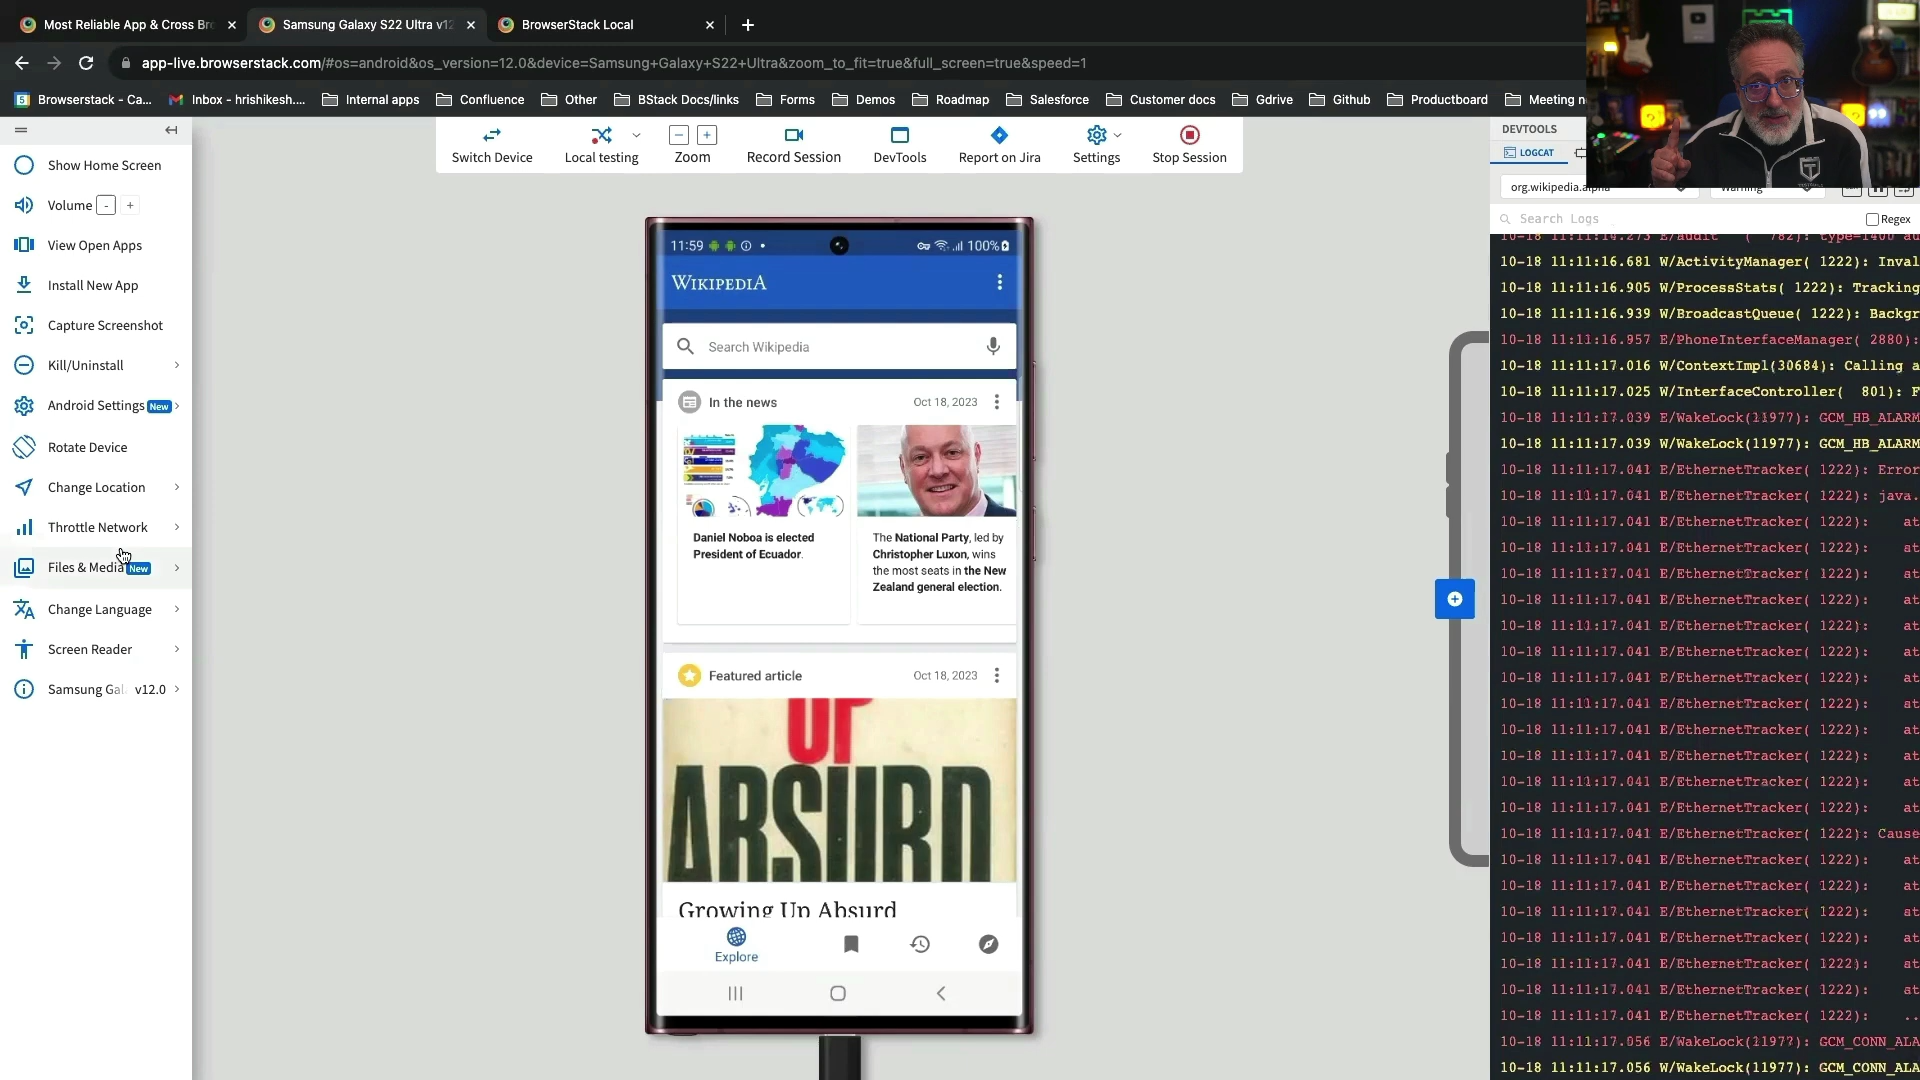 Most Reliable App & Cross Br
Samsung Galaxy S22 Ultra v12
BrowserStack Local
app-live.browserstack.com/#os=android&os_version=12.0&device=Samsung+Galaxy+S22+Ultra&zoom_to_fit=true&full_screen=true&speed=1
Browserstack - Ca...
Inbox - hrishikesh....
Internal apps
Confluence
Other
BStack Docs/links
Forms
Demos
Roadmap
Salesforce
Customer docs
Gdrive
Github
Productboard
Meeting n
Show Home Screen
Volume - +
View Open Apps
Install New App
Capture Screenshot
Kill/Uninstall
Android Settings New
Rotate Device
Change Location
Throttle Network
Files & Media New
Change Language
Screen Reader
Samsung Gal v12.0
Switch Device
Local testing
Zoom
Record Session
DevTools
Report on Jira
Settings
Stop Session
11:59
100%
WIKIPEDIA
Search Wikipedia
In the news
Oct 18, 2023
Daniel Noboa is elected
President of Ecuador.
The National Party, led by
Christopher Luxon, wins
the most seats in the New
Zealand general election.
Featured article
Oct 18, 2023
UP
ABSURD
Growing Up Absurd
Explore
DEVTOOLS
LOGCAT
org.wikipedia.alpha
Warning
Search Logs
Regex
10-18 11:11:14.273 E/audit ( 782): type=1400 au
10-18 11:11:16.681 W/ActivityManager( 1222): Inval
10-18 11:11:16.905 W/ProcessStats( 1222): Tracking
10-18 11:11:16.939 W/BroadcastQueue( 1222): Backgr
10-18 11:11:16.957 E/PhoneInterfaceManager( 2880):
10-18 11:11:17.016 W/ContextImpl(30684): Calling a
10-18 11:11:17.025 W/InterfaceController( 801): F
10-18 11:11:17.039 E/WakeLock(11977): GCM_HB_ALARM
10-18 11:11:17.039 W/WakeLock(11977): GCM_HB_ALARM
10-18 11:11:17.041 E/EthernetTracker( 1222): Error
10-18 11:11:17.041 E/EthernetTracker( 1222): java.
10-18 11:11:17.041 E/EthernetTracker( 1222): at
10-18 11:11:17.041 E/EthernetTracker( 1222): at
10-18 11:11:17.041 E/EthernetTracker( 1222): at
10-18 11:11:17.041 E/EthernetTracker( 1222): at
10-18 11:11:17.041 E/EthernetTracker( 1222): at
10-18 11:11:17.041 E/EthernetTracker( 1222): at
10-18 11:11:17.041 E/EthernetTracker( 1222): at
10-18 11:11:17.041 E/EthernetTracker( 1222): at
10-18 11:11:17.041 E/EthernetTracker( 1222): at
10-18 11:11:17.041 E/EthernetTracker( 1222): at
10-18 11:11:17.041 E/EthernetTracker( 1222): at
10-18 11:11:17.041 E/EthernetTracker( 1222): at
10-18 11:11:17.041 E/EthernetTracker( 1222): Cause
10-18 11:11:17.041 E/EthernetTracker( 1222): at
10-18 11:11:17.041 E/EthernetTracker( 1222): at
10-18 11:11:17.041 E/EthernetTracker( 1222): at
10-18 11:11:17.041 E/EthernetTracker( 1222): at
10-18 11:11:17.041 E/EthernetTracker( 1222): at
10-18 11:11:17.041 E/EthernetTracker( 1222): at
10-18 11:11:17.041 E/EthernetTracker( 1222): ..
10-18 11:11:17.056 E/WakeLock(11977): GCM_CONN_ALA
10-18 11:11:17.056 W/WakeLock(11977): GCM_CONN_ALA